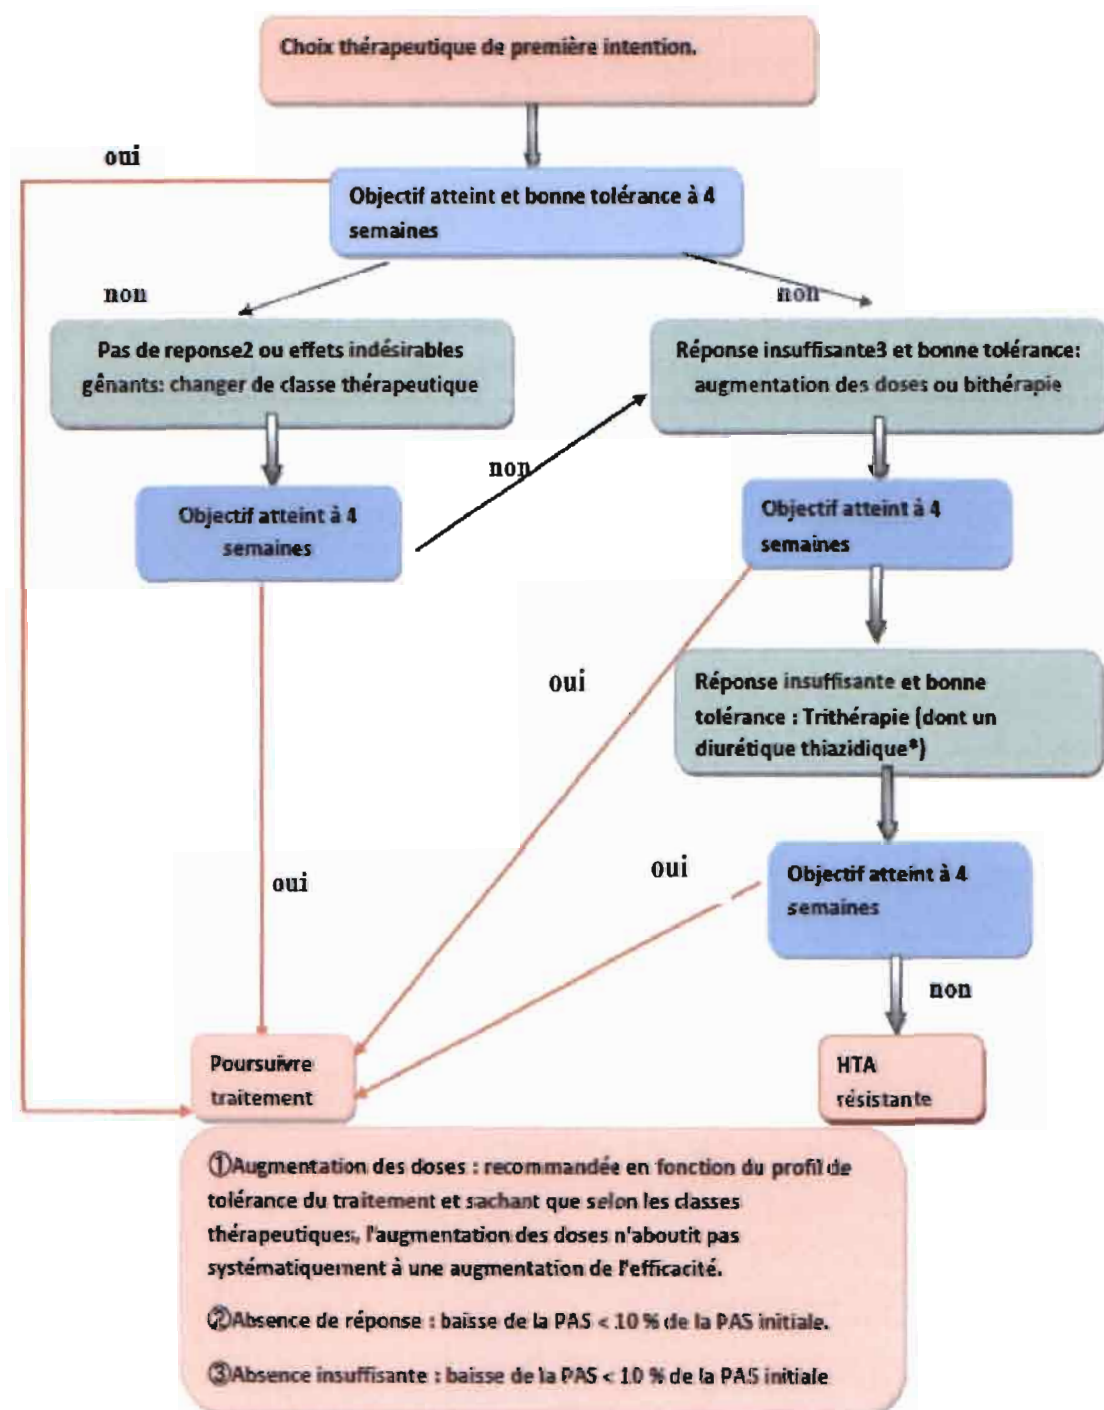 Choix thérapeutique de première intention.
oui
Objectif atteint et bonne tolérance à 4
semaines
non
non
Pas de reponse2 ou effets indésirables
gênants: changer de classe thérapeutique
Réponse insuffisante3 et bonne tolérance:
augmentation des doses ou bithérapie
non
Objectif atteint à 4
semaines
Objectif atteint à 4
semaines
oui
Réponse insuffisante et bonne
tolérance : Trithérapie (dont un
diurétique thiazidique*)
oui
oui
Objectif atteint à 4
semaines
non
Poursuivre
traitement
HTA
résistante
①Augmentation des doses : recommandée en fonction du profil de
tolérance du traitement et sachant que selon les classes
thérapeutiques, l'augmentation des doses n'aboutit pas
systématiquement à une augmentation de l'efficacité.
②Absence de réponse : baisse de la PAS < 10 % de la PAS initiale.
③Absence insuffisante : baisse de la PAS < 10 % de la PAS initiale